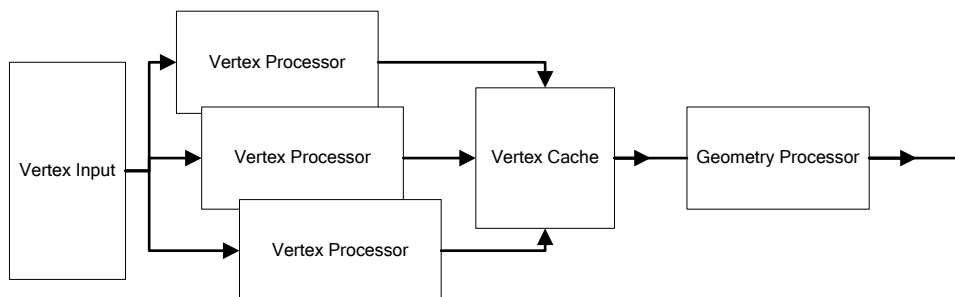 Vertex Processor
Vertex Processor
Vertex Processor
Vertex Input
Vertex Cache
Geometry Processor